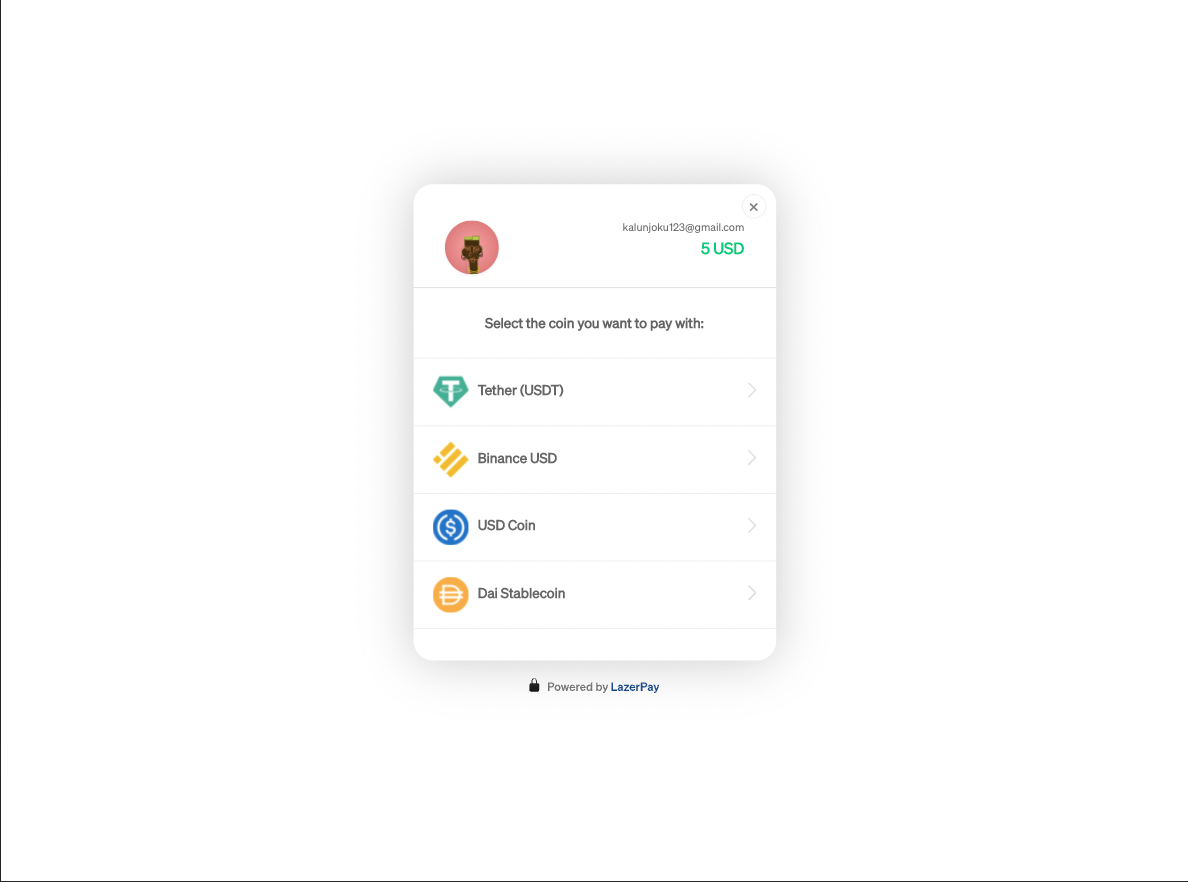 kalunjoku123@gmail.com
5 USD
Select the coin you want to pay with:
Tether (USDT)
Binance USD
USD Coin
Dai Stablecoin
Powered by LazerPay